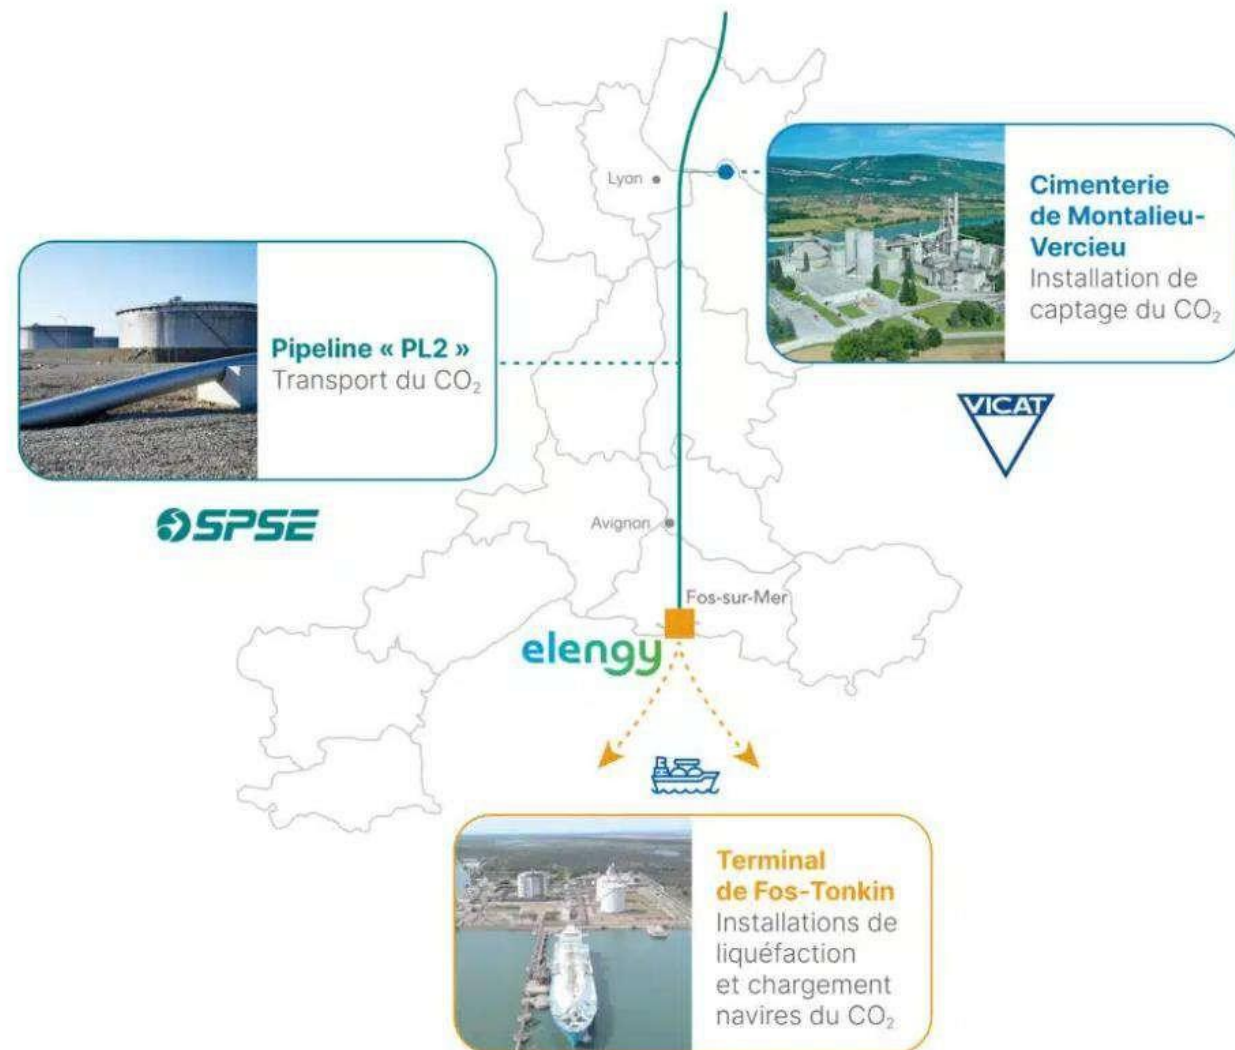 Lyon
Cimenterie
de Montalieu-
Vercieu
Installation de
captage du CO₂
VICAT
Pipeline « PL2 »
Transport du CO₂
SPSE
Avignon
Fos-sur-Mer
elengy
Terminal
de Fos-Tonkin
Installations de
liquéfaction
et chargement
navires du CO₂